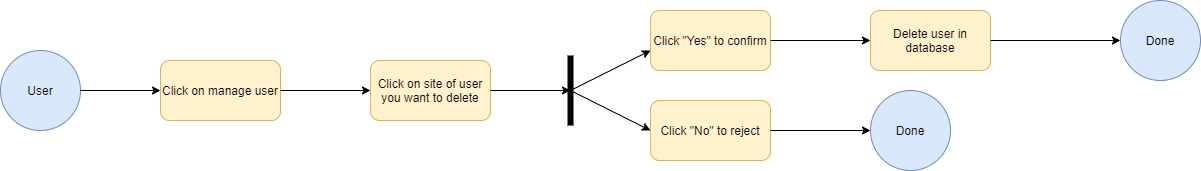 User
Click on manage user
Click on site of user
you want to delete
Click "Yes" to confirm
Delete user in
database
Done
Click "No" to reject
Done